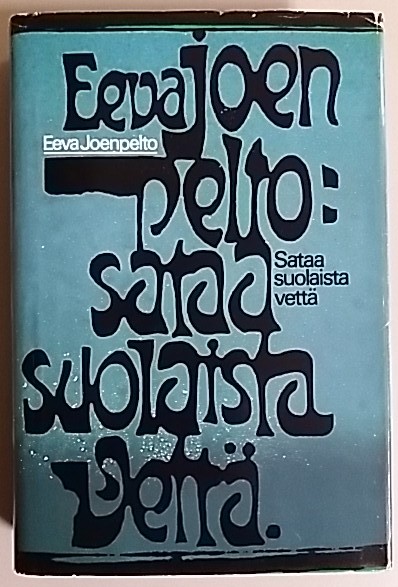 Eeva joen
pelto:
sataa
suolaista
vettä.
Eeva Joenpelto
Sataa
suolaista
vettä